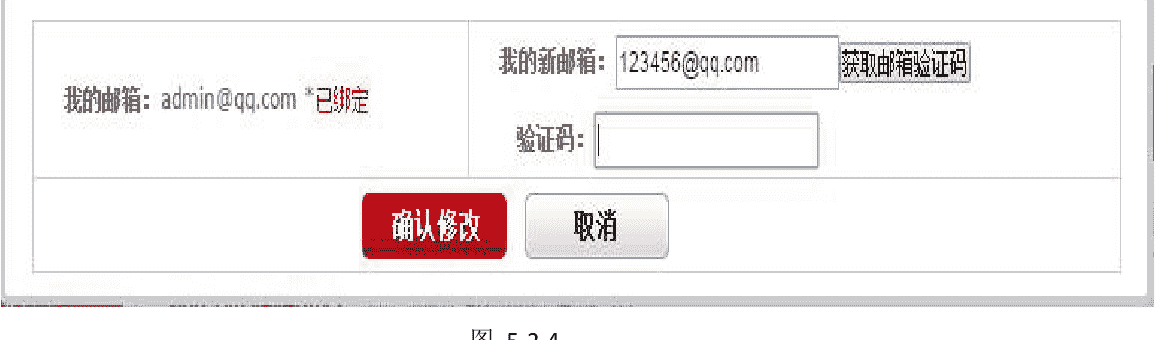 我的新邮箱：123456@qq.com 获取邮箱验证码
我的邮箱：admin@qq.com *已绑定
验证码：
确认修改 取消
图 5.2.4